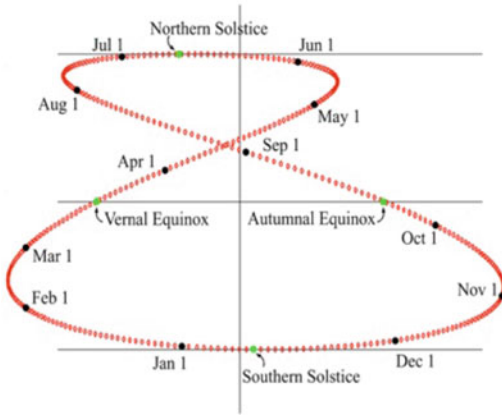 Northern Solstice
Jul 1
Jun 1
Aug 1
May 1
Sep 1
Apr 1
Vernal Equinox
Autumnal Equinox
Oct 1
Mar 1
Feb 1
Nov 1
Jan 1
Dec 1
Southern Solstice